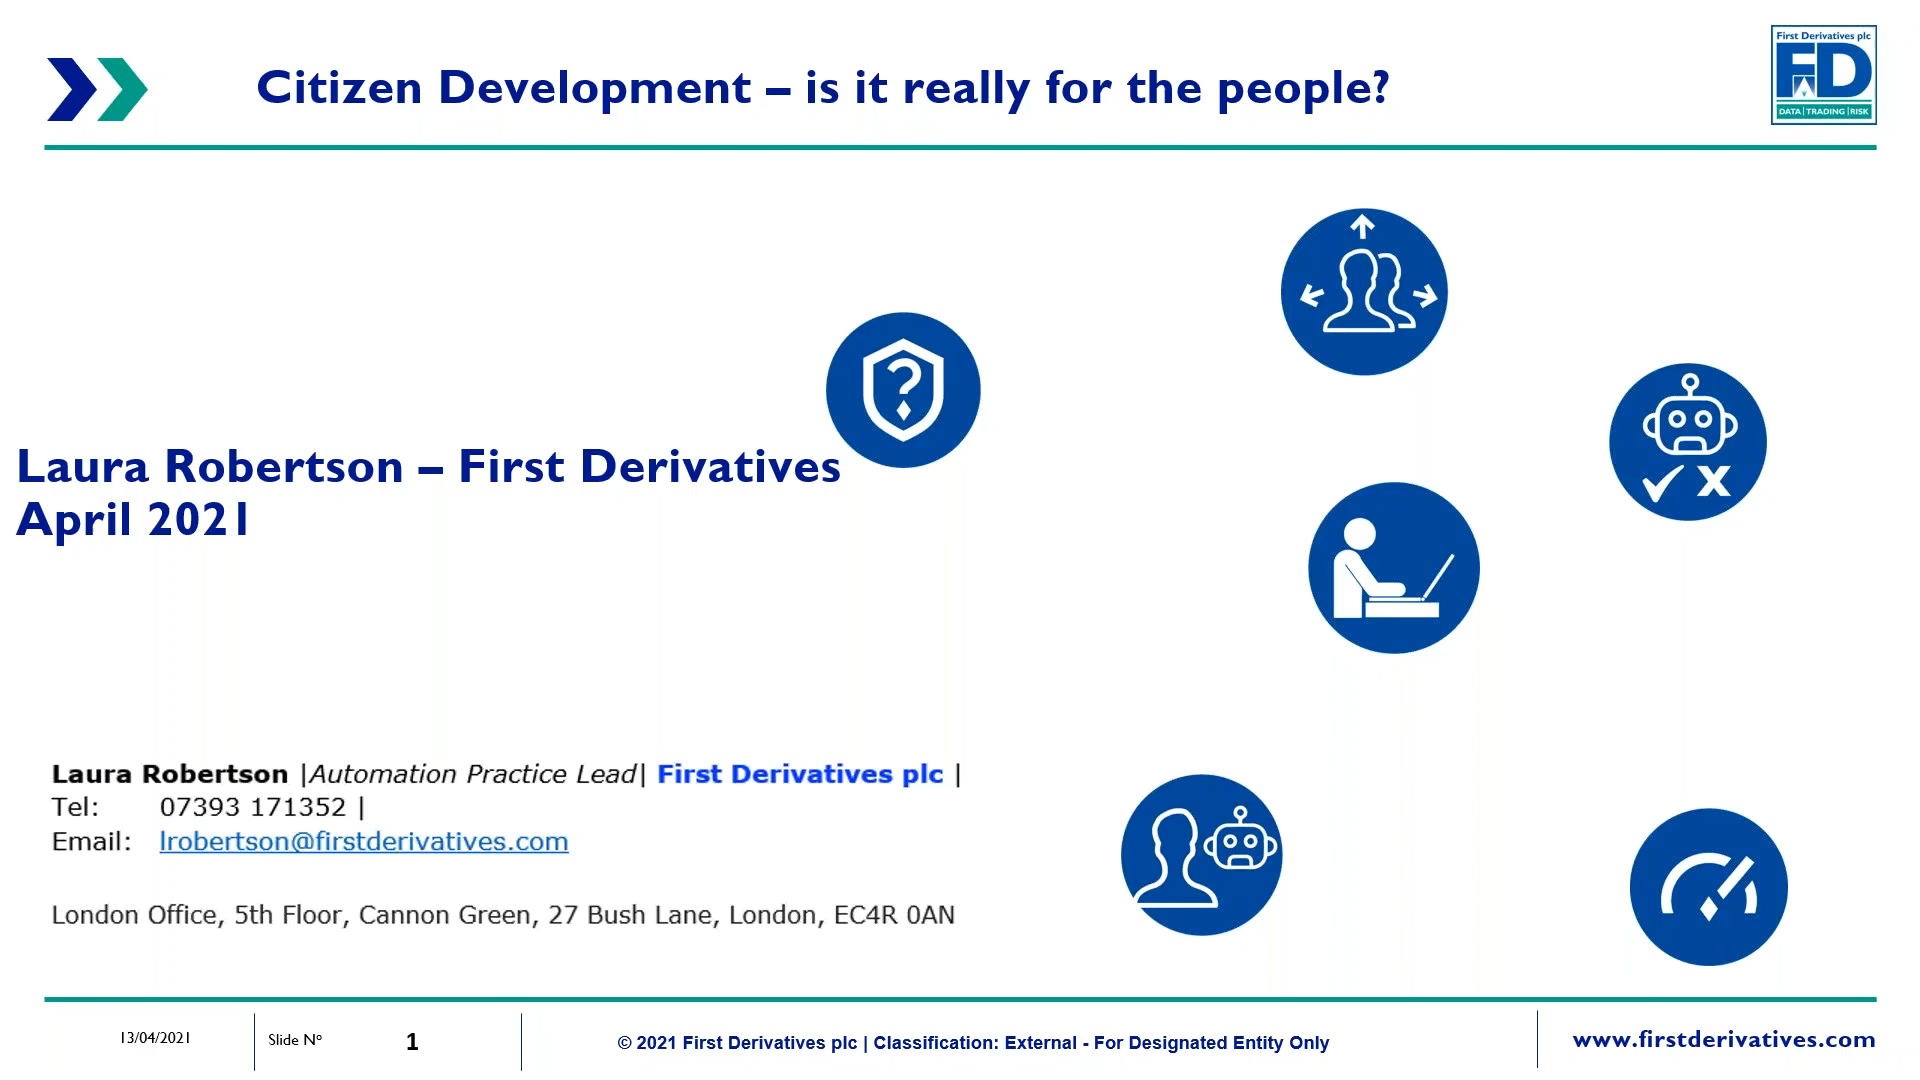 Citizen Development – is it really for the people?
First Derivatives plc
FD
DATA | TRADING | RISK
Laura Robertson – First Derivatives
April 2021
Laura Robertson |Automation Practice Lead| First Derivatives plc |
Tel: 07393 171352 |
Email: lrobertson@firstderivatives.com
London Office, 5th Floor, Cannon Green, 27 Bush Lane, London, EC4R 0AN
13/04/2021
Slide Nº 1
© 2021 First Derivatives plc | Classification: External - For Designated Entity Only
www.firstderivatives.com